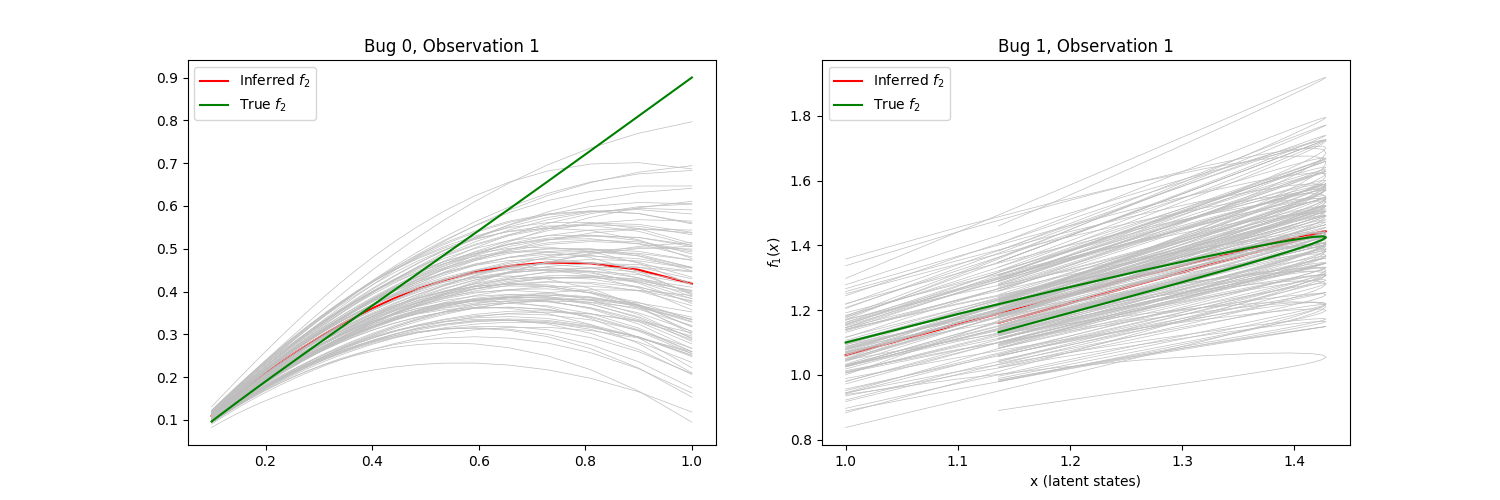 Bug 0, Observation 1
Inferred f₂
True f₂
0.9
0.8
0.7
0.6
0.5
0.4
0.3
0.2
0.1
0.2 0.4 0.6 0.8 1.0
Bug 1, Observation 1
Inferred f₂
True f₂
f₁(x)
1.8
1.6
1.4
1.2
1.0
0.8
1.0 1.1 1.2 1.3 1.4
x (latent states)